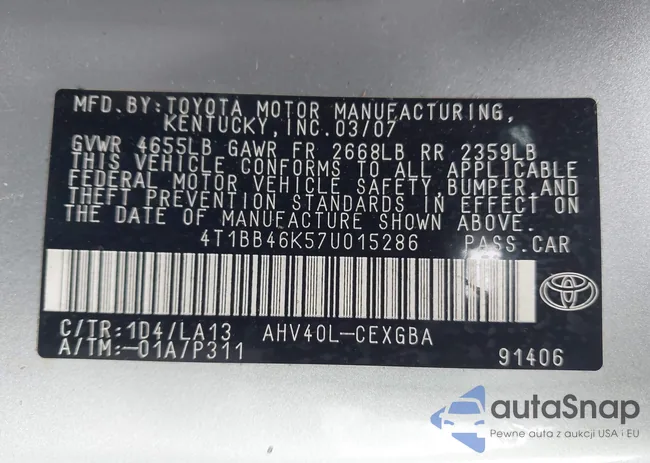 MFD.BY:TOYOTA MOTOR MANUFACTURING,
KENTUCKY,INC.03/07
GVWR 4655LB GAWR FR 2668LB RR 2359LB
THIS VEHICLE CONFORMS TO ALL APPLICABLE
FEDERAL MOTOR VEHICLE SAFETY, BUMPER,AND
THEFT PREVENTION STANDARDS IN EFFECT ON
THE DATE OF MANUFACTURE SHOWN ABOVE.
4T1BB46K57U015286 PASS.CAR
C/TR:1D4/LA13 AHV40L-CEXGBA
A/TM:-01A/P311 91406
autaSnap
Pewne auta z aukcji USA i EU